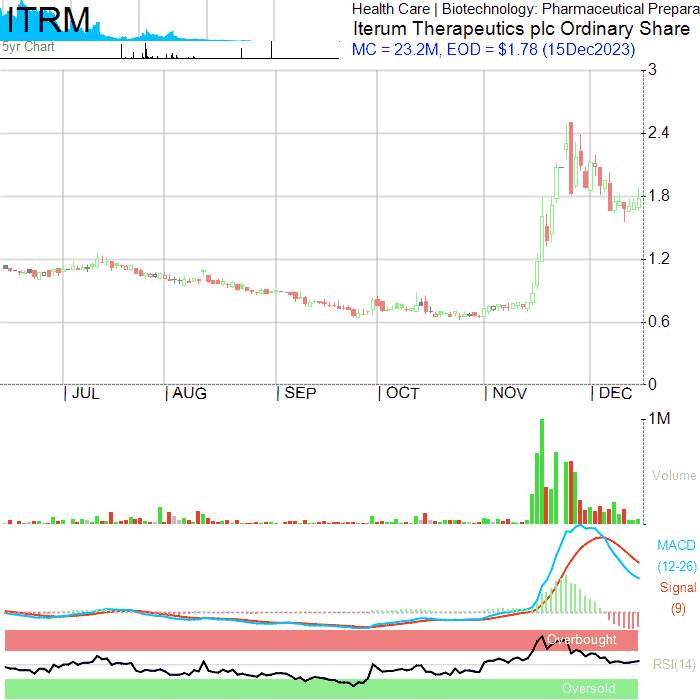 ITRM
5yr Chart
Health Care | Biotechnology: Pharmaceutical Prepara
Iterum Therapeutics plc Ordinary Share
MC = 23.2M, EOD = $1.78 (15Dec2023)
3
2.4
1.8
1.2
0.6
0
JUL
AUG
SEP
OCT
NOV
DEC
1M
Volume
MACD
(12-26)
Signal
(9)
Overbought
RSI(14)
Oversold